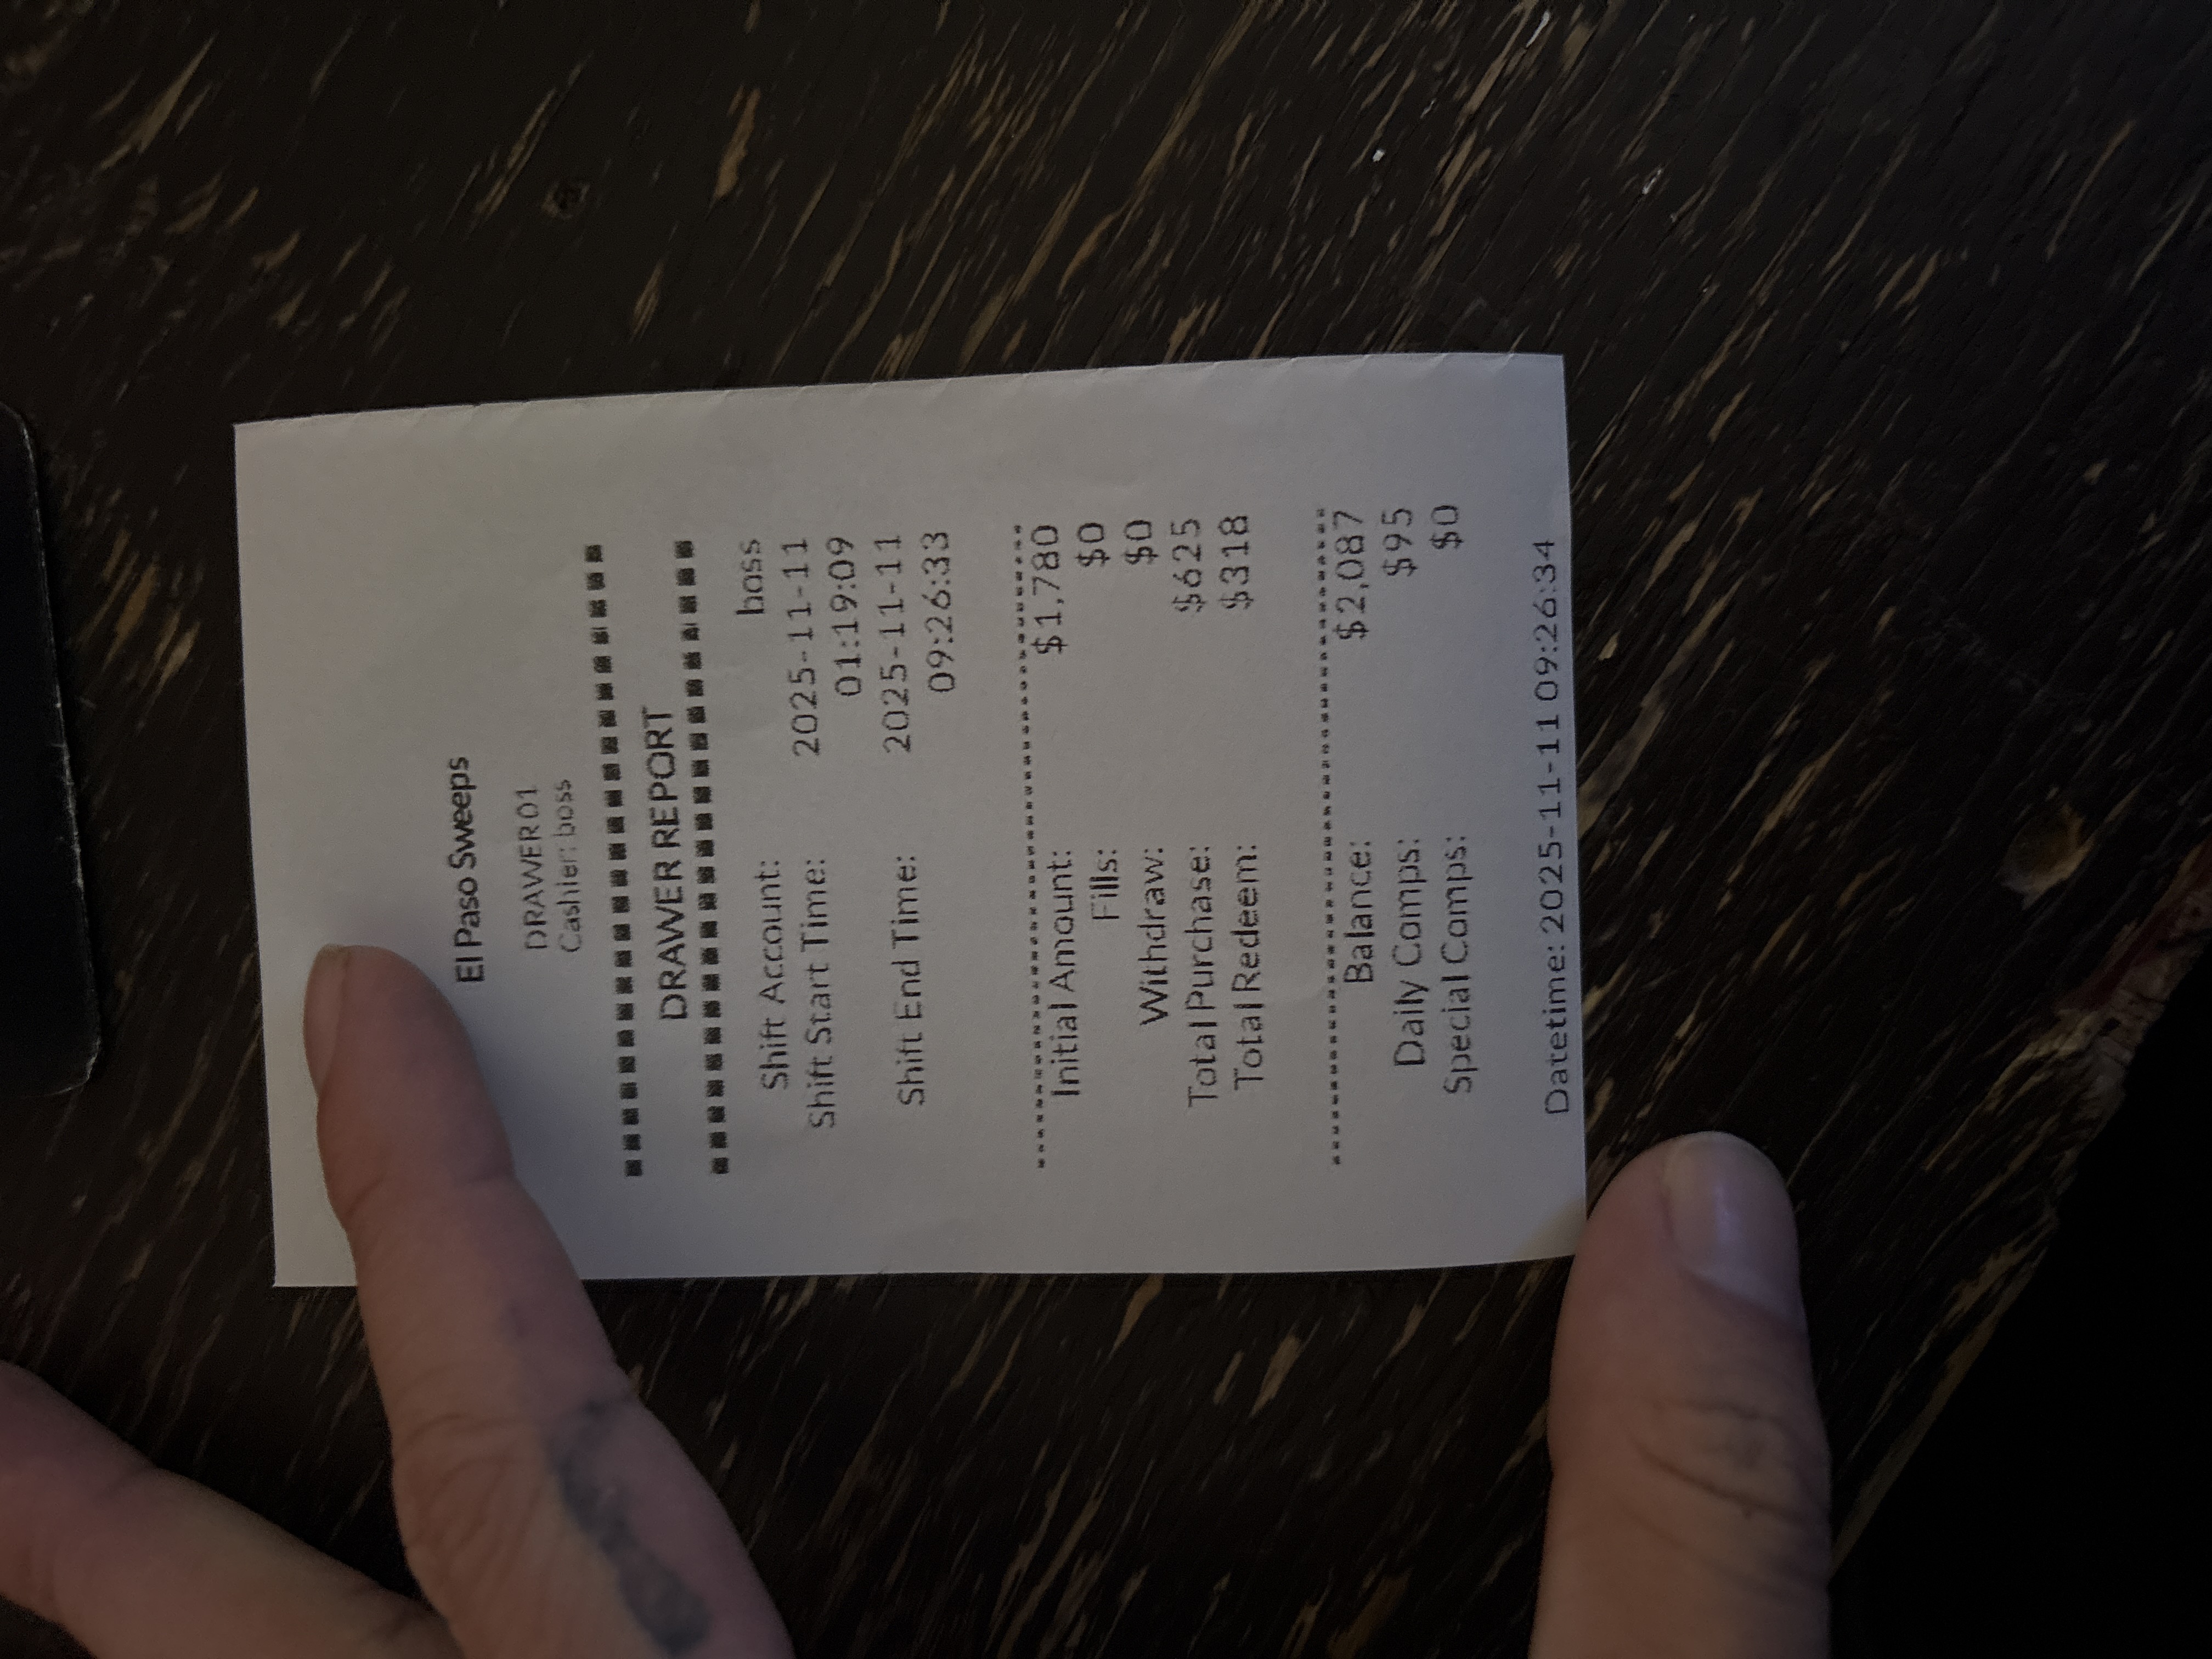 El Paso Sweeps
DRAWER01
Cashier: boss
DRAWER REPORT
Shift Account: boss
Shift Start Time: 2025-11-11
01:19:09
Shift End Time: 2025-11-11
09:26:33
Initial Amount: $1,780
Fills: $0
Withdraw: $0
Total Purchase: $625
Total Redeem: $318
Balance: $2,087
Daily Comps: $95
Special Comps: $0
Datetime: 2025-11-11 09:26:34